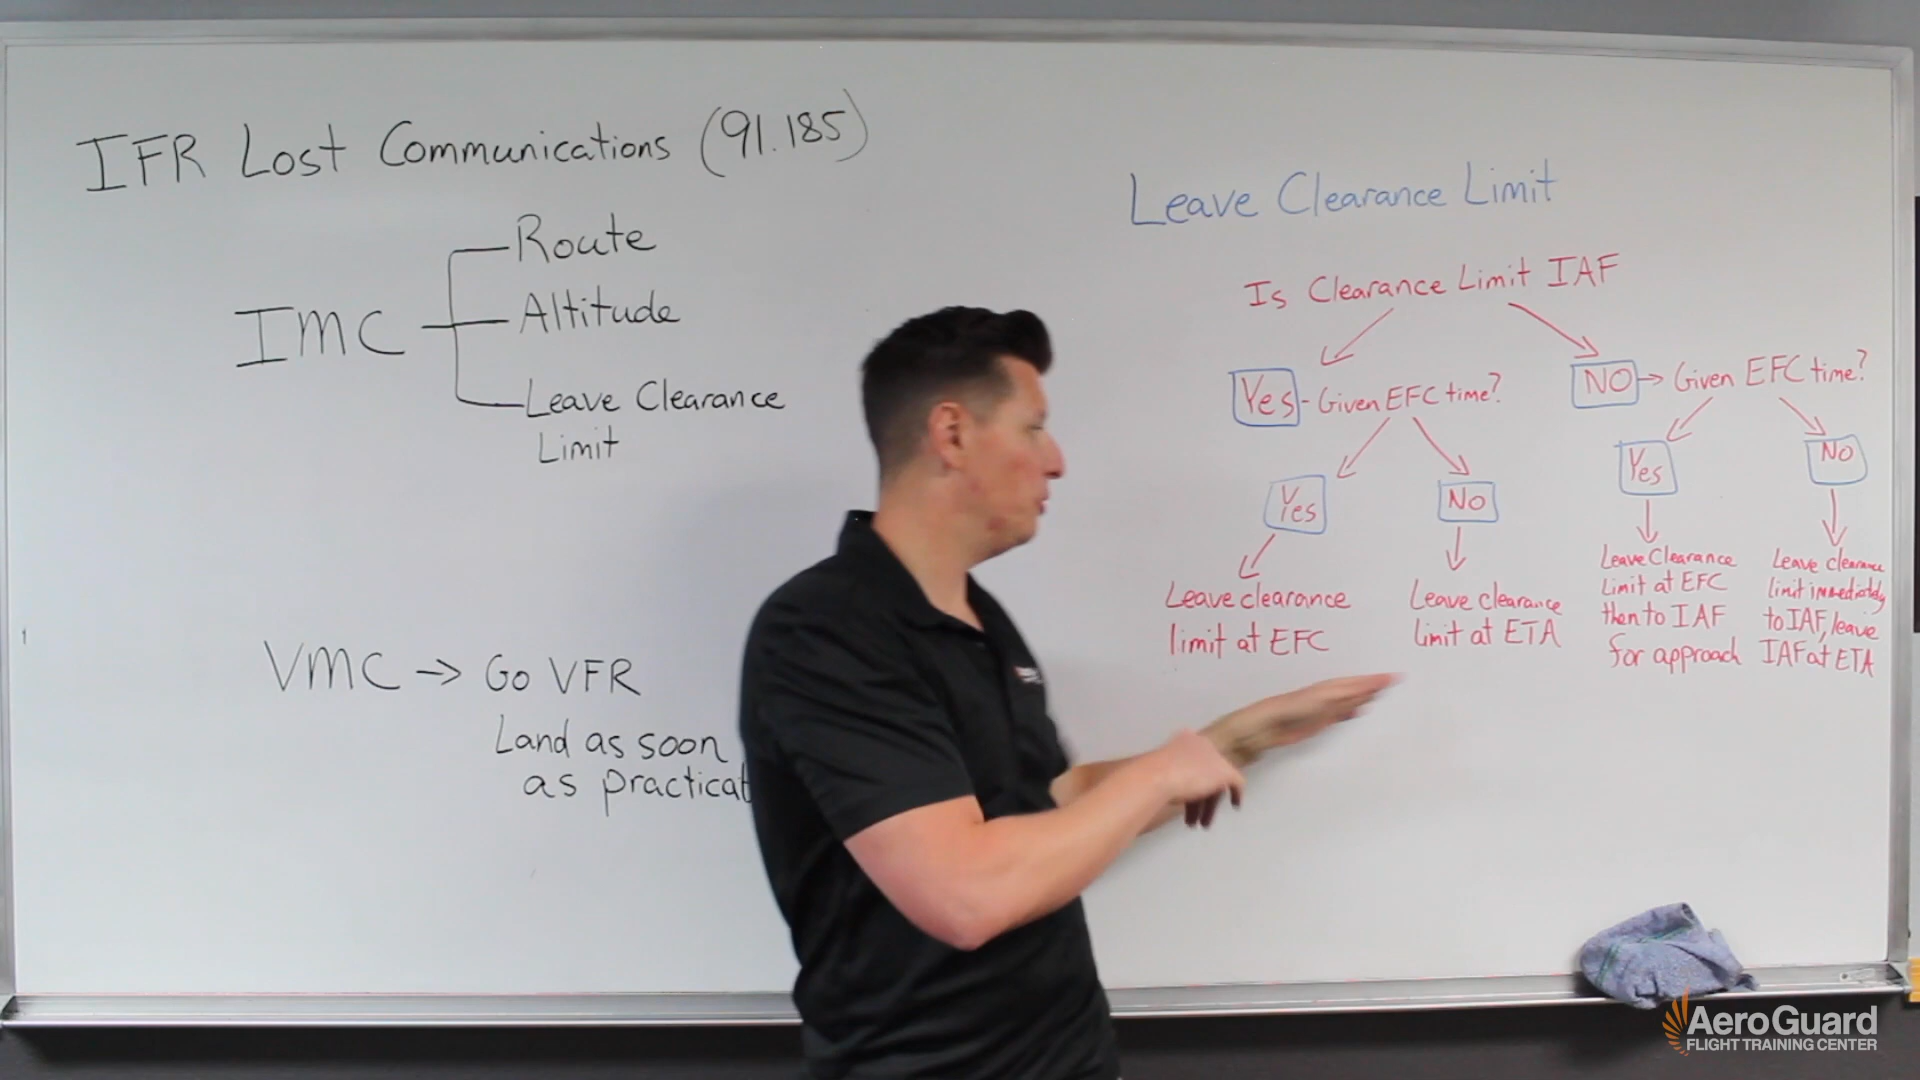 IFR Lost Communications (91.185)
IMC
Route
Altitude
Leave Clearance
Limit
VMC → Go VFR
Land as soon
as practical
Leave Clearance Limit
Is Clearance Limit IAF
Yes - Given EFC time?
Yes
Leave clearance
limit at EFC
No
Leave clearance
limit at ETA
NO → Given EFC time?
Yes
Leave Clearance
Limit at EFC
then to IAF
for approach
No
Leave clearance
limit immediatly
to IAF, leave
IAF at ETA
AeroGuard
FLIGHT TRAINING CENTER